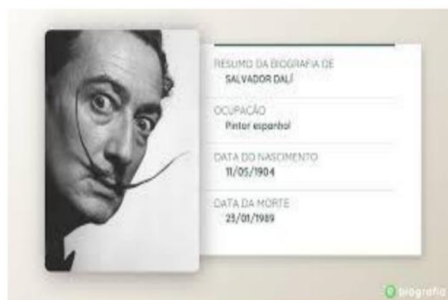 RESUMO DA BIOGRAFIA DE
SALVADOR DALÍ
OCUPAÇÃO
Pintor espanhol
DATA DO NASCIMENTO
11/05/1904
DATA DA MORTE
23/01/1989
e biografia